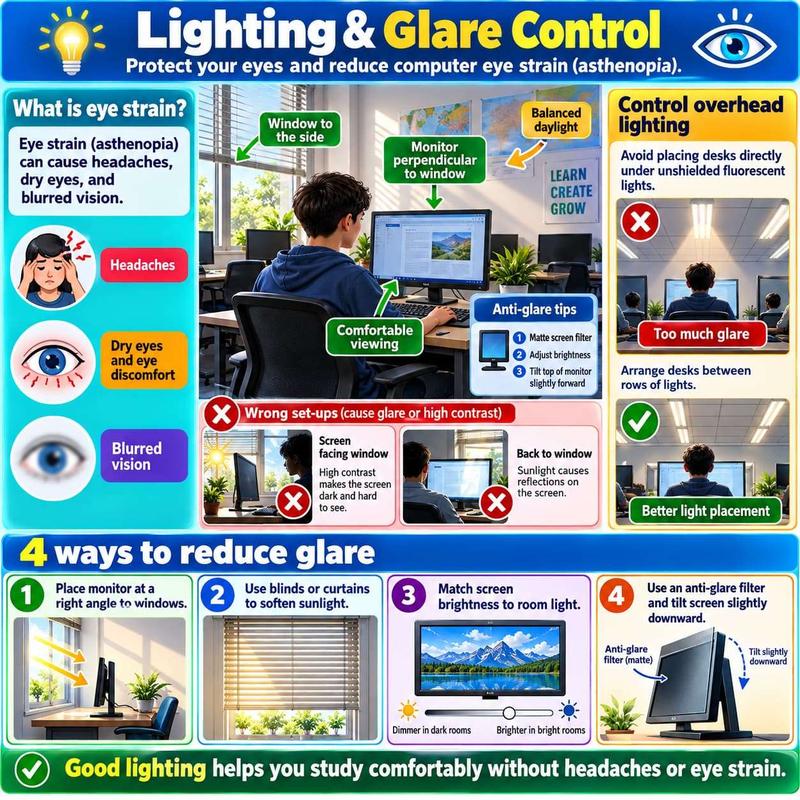 Lighting & Glare Control
Protect your eyes and reduce computer eye strain (asthenopia).
What is eye strain?
Eye strain (asthenopia)
can cause headaches,
dry eyes, and
blurred vision.
Headaches
Dry eyes
and eye
discomfort
Blurred
vision
Window to
the side
Monitor
perpendicular
to window
Balanced
daylight
LEARN
CREATE
GROW
Comfortable
viewing
Anti-glare tips
1 Matte screen filter
2 Adjust brightness
3 Tilt top of monitor
slightly forward
Wrong set-ups (cause glare or high contrast)
Screen
facing window
High contrast
makes the screen
dark and hard
to see.
Back to window
Sunlight causes
reflections on
the screen.
Control overhead
lighting
Avoid placing desks directly
under unshielded fluorescent
lights.
Too much glare
Arrange desks between
rows of lights.
Better light placement
4 ways to reduce glare
1 Place monitor at a
right angle to windows.
2 Use blinds or curtains
to soften sunlight.
3 Match screen
brightness to room light.
Dimmer in dark rooms
Brighter in bright rooms
4 Use an anti-glare filter
and tilt screen slightly
downward.
Anti-glare
filter (matte)
Tilt slightly
downward
Good lighting helps you study comfortably without headaches or eye strain.